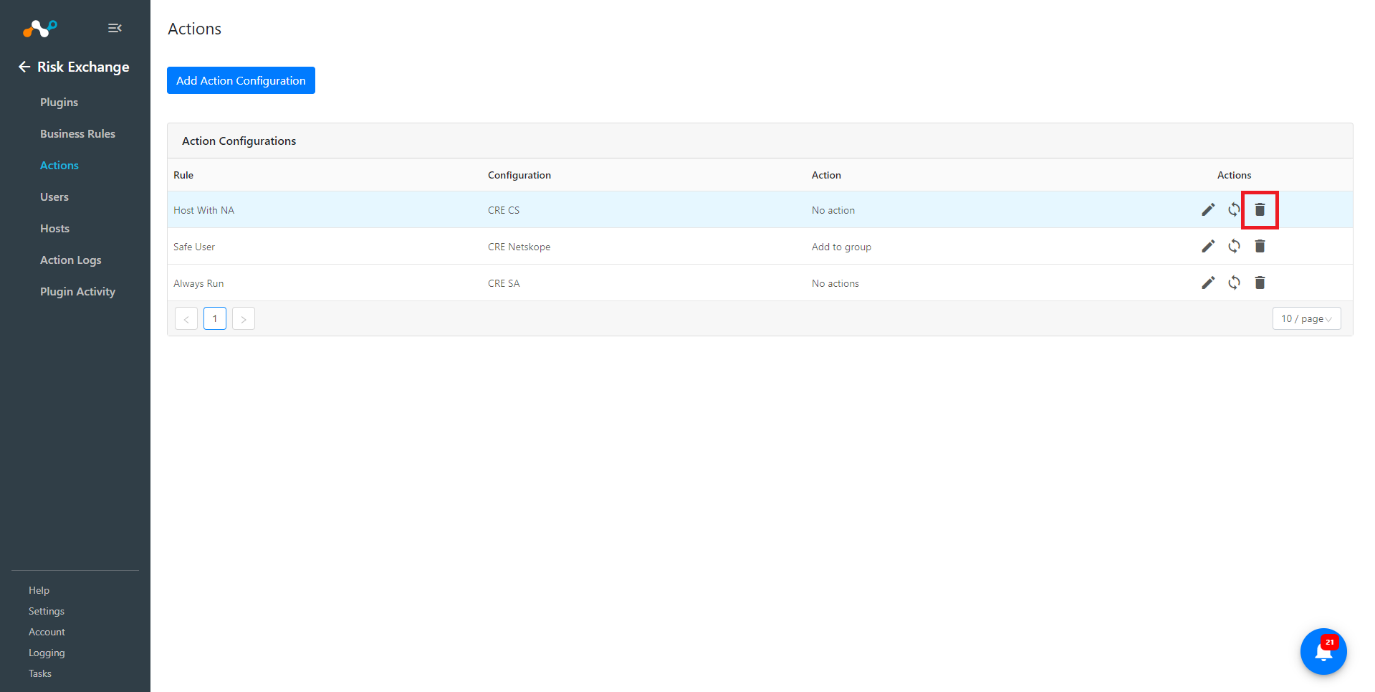 Risk Exchange
Plugins
Business Rules
Actions
Users
Hosts
Action Logs
Plugin Activity
Help
Settings
Account
Logging
Tasks
Actions
Add Action Configuration
Action Configurations
Rule Configuration Action Actions
Host With NA CRE CS No action
Safe User CRE Netskope Add to group
Always Run CRE SA No actions
< 1 > 10 / page
21